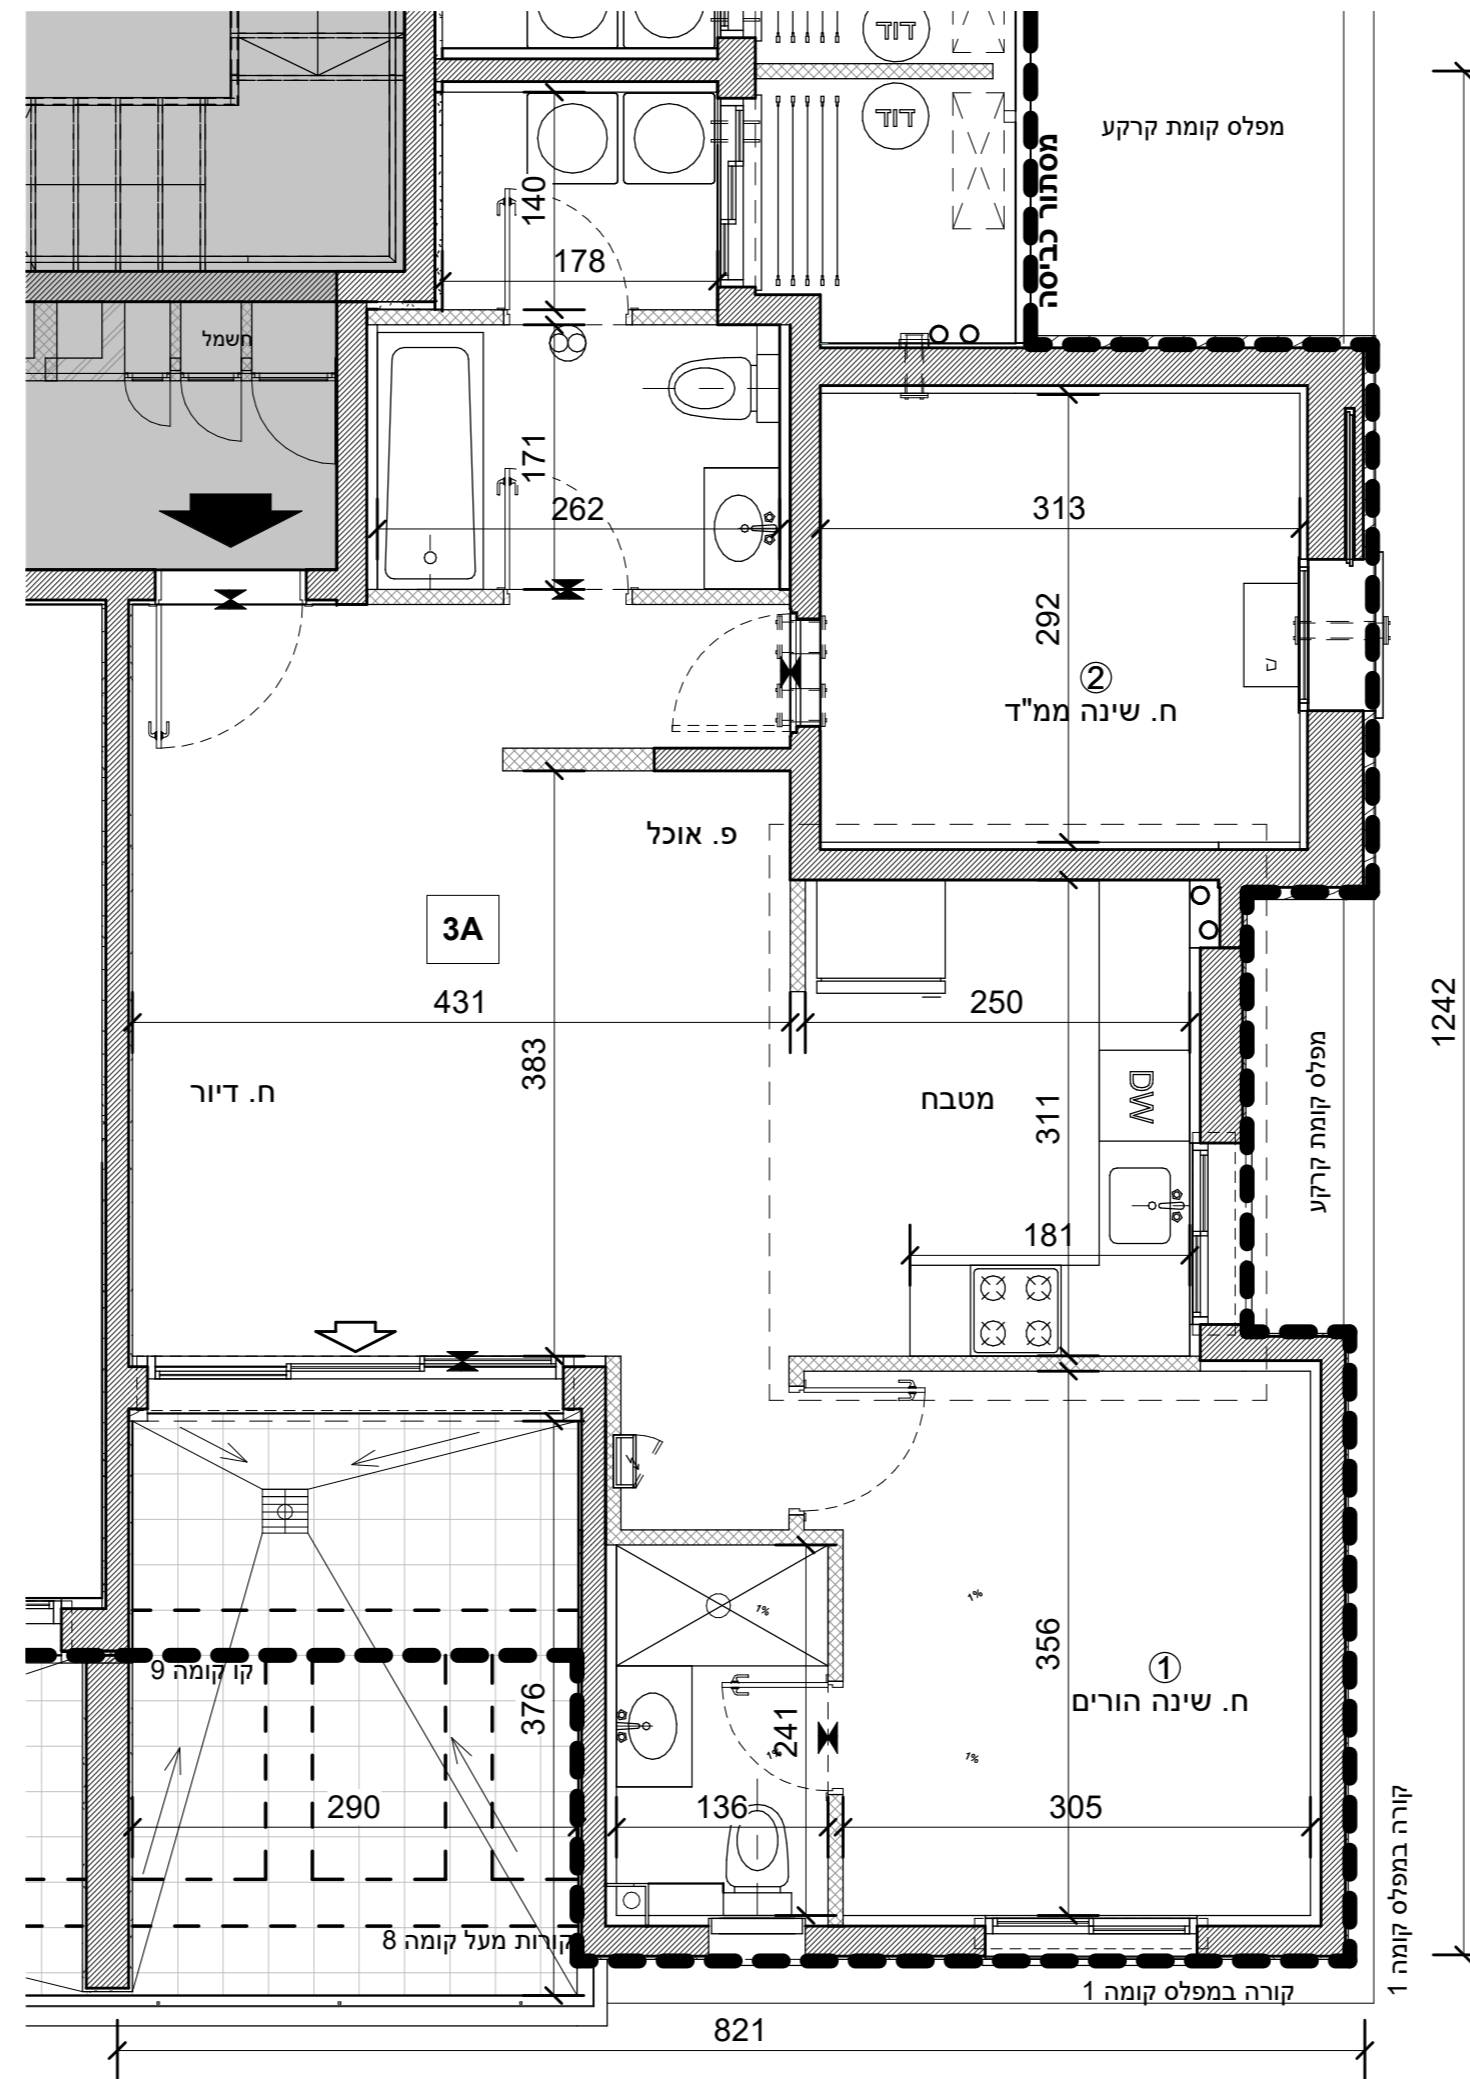 דוד
דוד
מפלס קומת קרקע
מסתור כביסה
140
178
חשמל
171
262
313
292
2
ח. שינה ממ"ד
פ. אוכל
3A
431
250
383
ח. דיור
מטבח
311
DW
181
מפלס קומת קרקע
1242
1%
1%
356
1
ח. שינה הורים
קו קומה 9
376
241
1%
1%
290
136
305
קורות מעל קומה 8
קורה במפלס קומה 1
קורה במפלס קומה 1
821